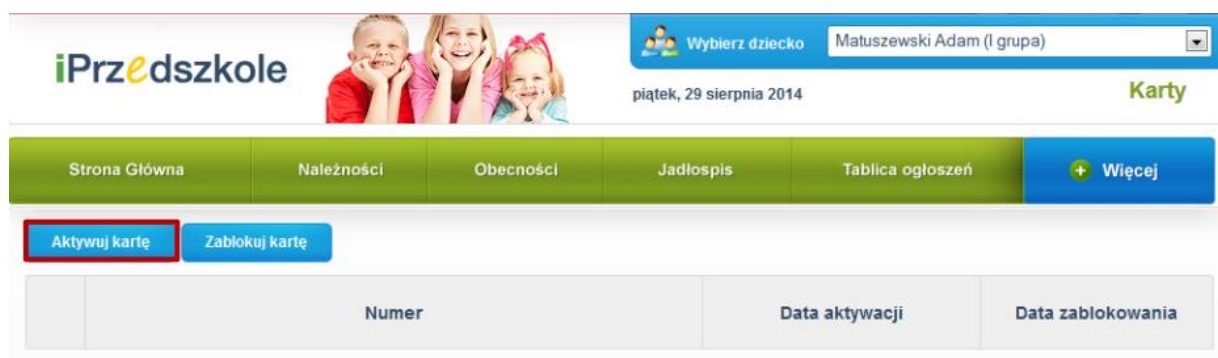 iPrzedszkole
Wybierz dziecko Matuszewski Adam (I grupa)
piątek, 29 sierpnia 2014 Karty
Strona Główna Należności Obecności Jadłospis Tablica ogłoszeń + Więcej
Aktywuj kartę Zablokuj kartę
Numer Data aktywacji Data zablokowania